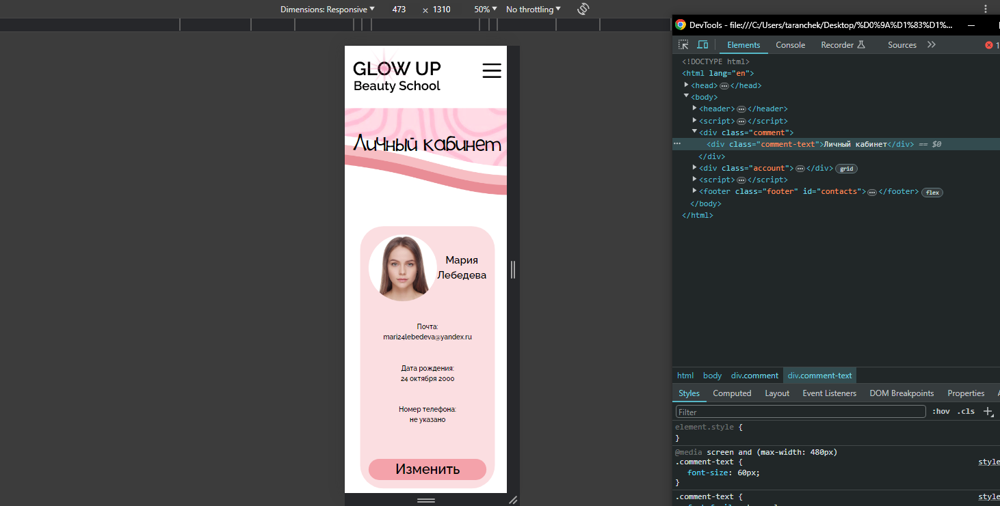 Dimensions: Responsive 473 × 1310 50% No throttling
DevTools - file:///C:/Users/taranchek/Desktop/%D0%9A%D1%83%D1%...
Elements Console Recorder Sources 1
<!DOCTYPE html>
<html lang="en">
<head>…</head>
<body>
<header>…</header>
<script>…</script>
<div class="comment">
<div class="comment-text">Личный кабинет</div> == $0
</div>
<div class="account">…</div> grid
<script>…</script>
<footer class="footer" id="contacts">…</footer> flex
</body>
</html>
html body div.comment div.comment-text
Styles Computed Layout Event Listeners DOM Breakpoints Properties
Filter :hov .cls
element.style {
}
@media screen and (max-width: 480px)
.comment-text { style
font-size: 60px;
}
.comment-text { style
GLOW UP
Beauty School
Личный кабинет
Мария
Лебедева
Почта:
mari24lebedeva@yandex.ru
Дата рождения:
24 октября 2000
Номер телефона:
не указано
Изменить